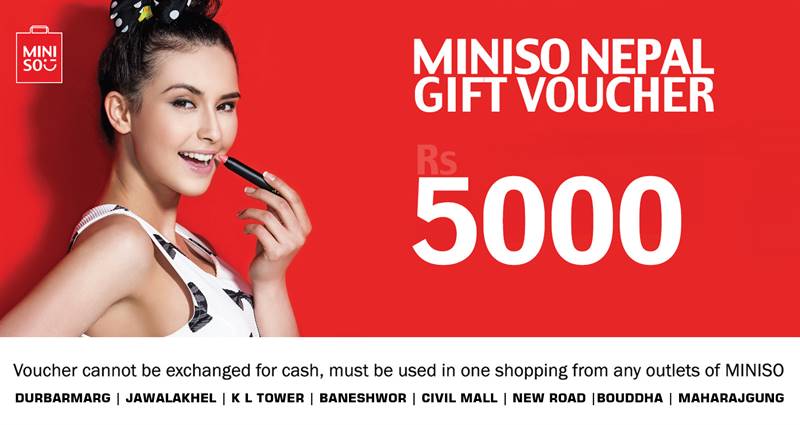 MINI
SO
MINISO NEPAL
GIFT VOUCHER
Rs
5000
Voucher cannot be exchanged for cash, must be used in one shopping from any outlets of MINISO
DURBARMARG | JAWALAKHEL | K L TOWER | BANESHWOR | CIVIL MALL | NEW ROAD |BOUDDHA | MAHARAJGUNG